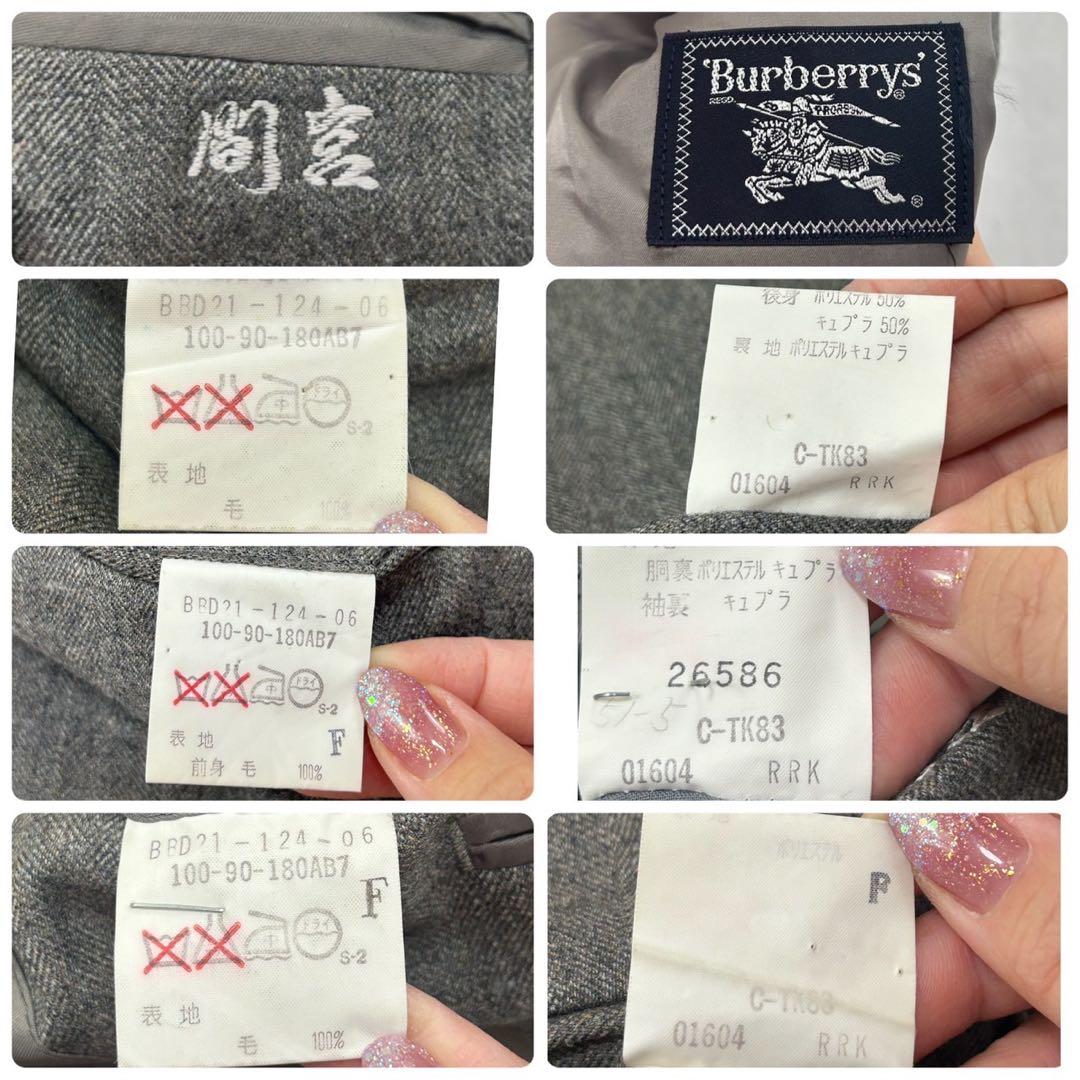 Burberrys'
REGD
PRORSUM
BBD21-124-06
100-90-180AB7
ドライ
中
S-2
表地
毛 100%
後身 ポリエステル 50%
キュプラ 50%
裏地 ポリエステル キュプラ
C-TK83
01604 RRK
BBD21-124-06
100-90-180AB7
ドライ
中
S-2
表地 F
前身 毛 100%
胴裏 ポリエステル キュプラ
袖裏 キュプラ
26586
51-5
C-TK83
01604 RRK
BBD21-124-06
100-90-180AB7
F
ドライ
中
S-2
表地
毛 100%
ポリエステル
F
C-TK83
01604 RRK